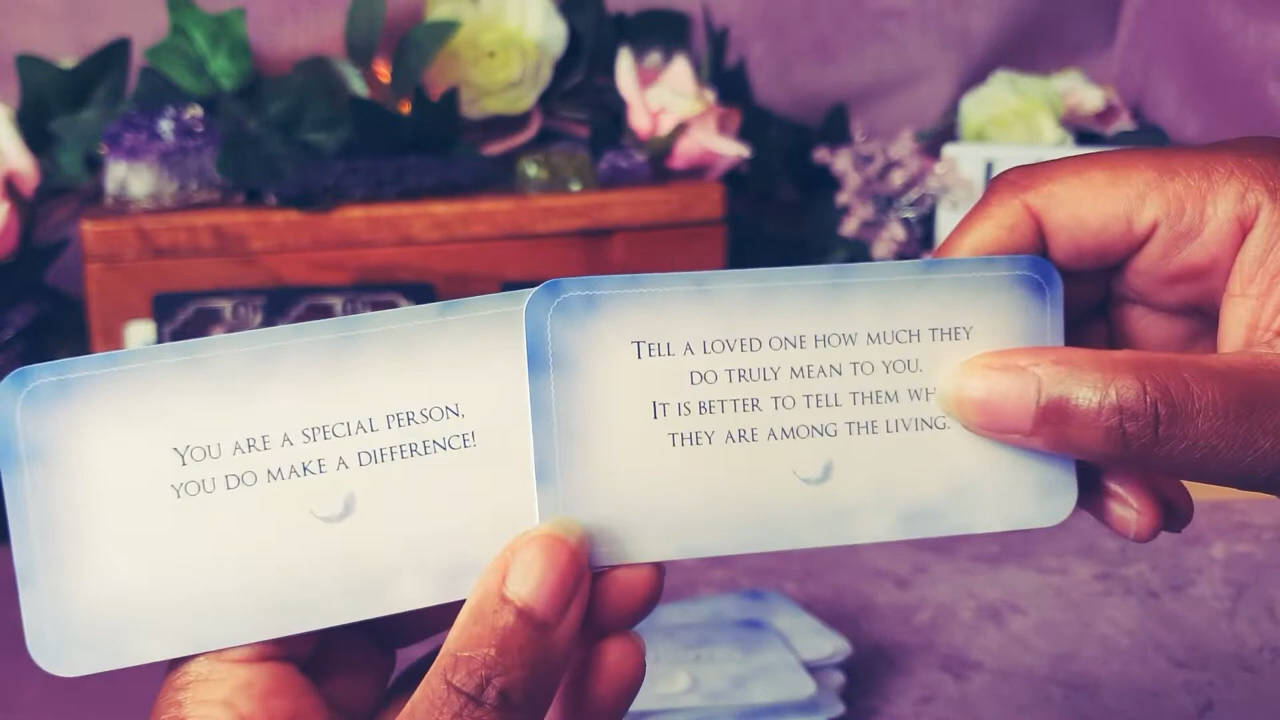 YOU ARE A SPECIAL PERSON,
YOU DO MAKE A DIFFERENCE!
TELL A LOVED ONE HOW MUCH THEY
DO TRULY MEAN TO YOU.
IT IS BETTER TO TELL THEM
THEY ARE AMONG THE LIVING.